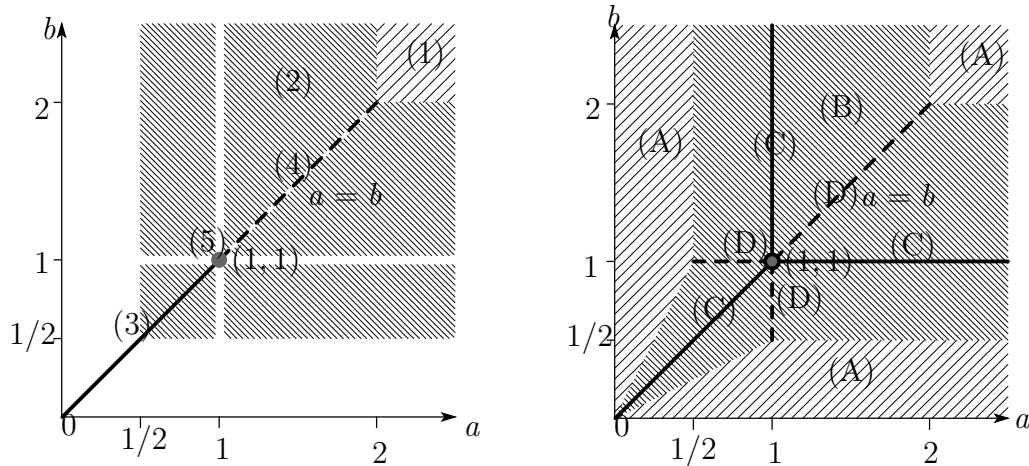 b
(1)
(2)
2
(4)
a = b
(5)
1
(1, 1)
(3)
1/2
0
1/2
1
2
a
b
(A)
(B)
2
(A)
(C)
(D)
a = b
(D)
(C)
1
(1, 1)
(D)
(C)
1/2
(A)
0
1/2
1
2
a